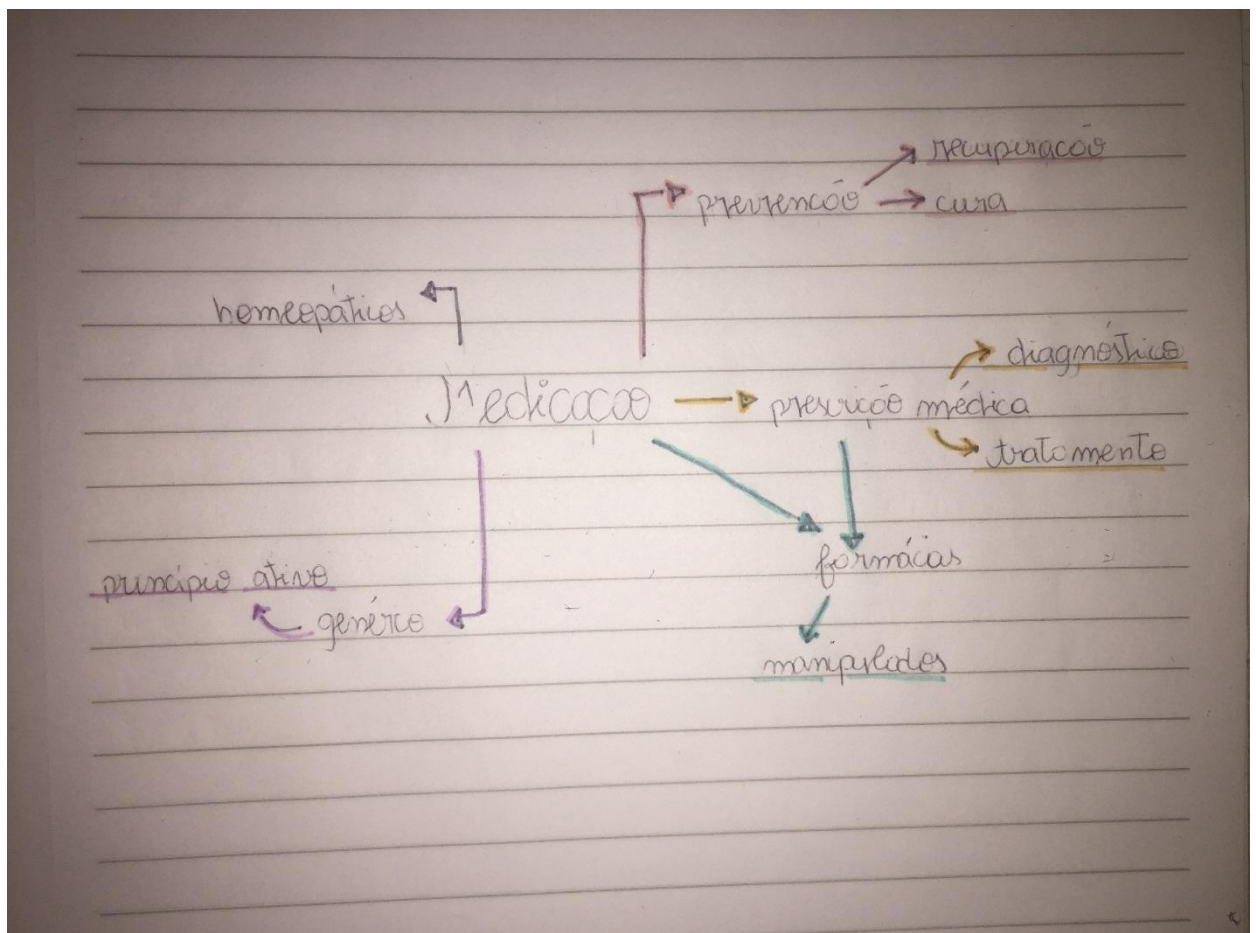 recuperação
prevenção
cura
homeopáticos
diagnóstico
Medicação
prescrição médica
tratamento
farmácias
princípio ativo
genérico
manipulados